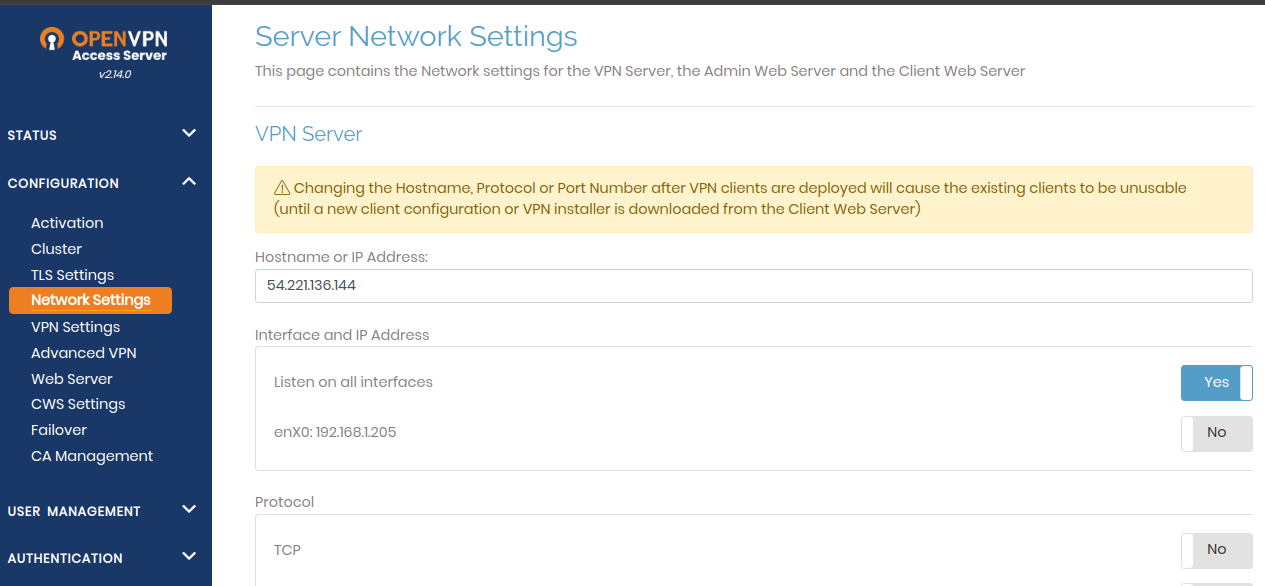 OPENVPN
Access Server
v2.14.0
STATUS
CONFIGURATION
Activation
Cluster
TLS Settings
Network Settings
VPN Settings
Advanced VPN
Web Server
CWS Settings
Failover
CA Management
USER MANAGEMENT
AUTHENTICATION
Server Network Settings
This page contains the Network settings for the VPN Server, the Admin Web Server and the Client Web Server
VPN Server
Changing the Hostname, Protocol or Port Number after VPN clients are deployed will cause the existing clients to be unusable
(until a new client configuration or VPN installer is downloaded from the Client Web Server)
Hostname or IP Address:
54.221.136.144
Interface and IP Address
Listen on all interfaces Yes
enX0: 192.168.1.205 No
Protocol
TCP No